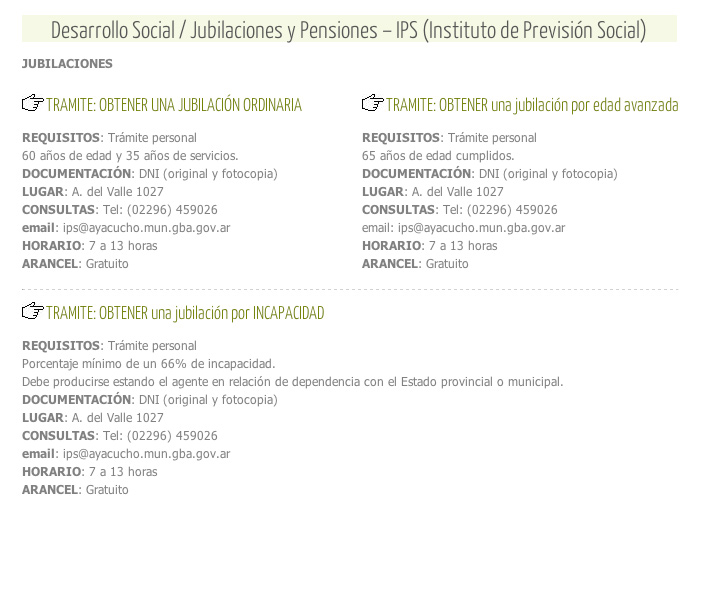 Desarrollo Social / Jubilaciones y Pensiones – IPS (Instituto de Previsión Social)
JUBILACIONES
TRAMITE: OBTENER UNA JUBILACIÓN ORDINARIA
REQUISITOS: Trámite personal
60 años de edad y 35 años de servicios.
DOCUMENTACIÓN: DNI (original y fotocopia)
LUGAR: A. del Valle 1027
CONSULTAS: Tel: (02296) 459026
email: ips@ayacucho.mun.gba.gov.ar
HORARIO: 7 a 13 horas
ARANCEL: Gratuito
TRAMITE: OBTENER una jubilación por edad avanzada
REQUISITOS: Trámite personal
65 años de edad cumplidos.
DOCUMENTACIÓN: DNI (original y fotocopia)
LUGAR: A. del Valle 1027
CONSULTAS: Tel: (02296) 459026
email: ips@ayacucho.mun.gba.gov.ar
HORARIO: 7 a 13 horas
ARANCEL: Gratuito
TRAMITE: OBTENER una jubilación por INCAPACIDAD
REQUISITOS: Trámite personal
Porcentaje mínimo de un 66% de incapacidad.
Debe producirse estando el agente en relación de dependencia con el Estado provincial o municipal.
DOCUMENTACIÓN: DNI (original y fotocopia)
LUGAR: A. del Valle 1027
CONSULTAS: Tel: (02296) 459026
email: ips@ayacucho.mun.gba.gov.ar
HORARIO: 7 a 13 horas
ARANCEL: Gratuito